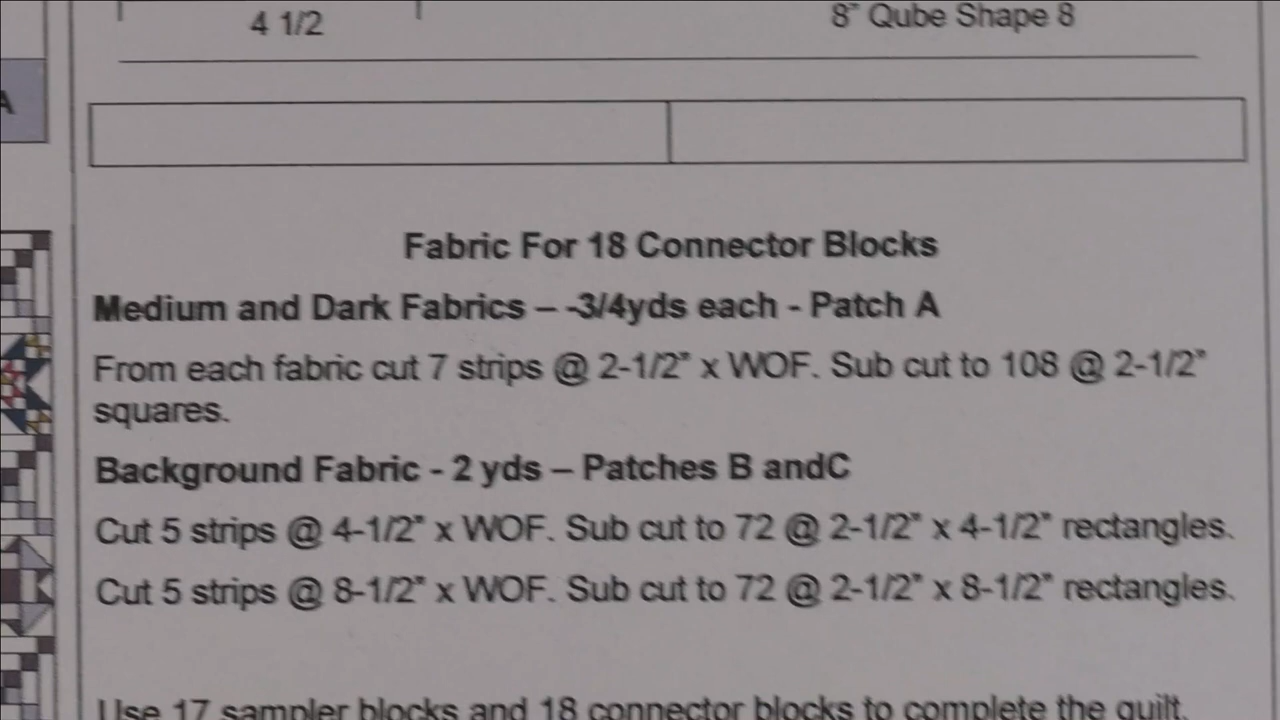 4 1/2
8” Qube Shape 8
A
Fabric For 18 Connector Blocks
Medium and Dark Fabrics – -3/4yds each - Patch A
From each fabric cut 7 strips @ 2-1/2” x WOF. Sub cut to 108 @ 2-1/2”
squares.
Background Fabric - 2 yds – Patches B andC
Cut 5 strips @ 4-1/2” x WOF. Sub cut to 72 @ 2-1/2” x 4-1/2” rectangles.
Cut 5 strips @ 8-1/2” x WOF. Sub cut to 72 @ 2-1/2” x 8-1/2” rectangles.
Use 17 sampler blocks and 18 connector blocks to complete the quilt.